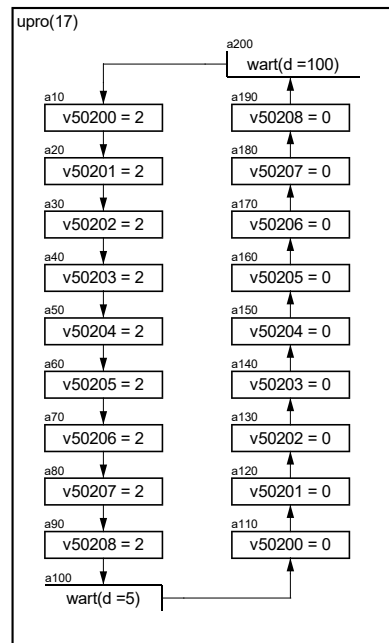 upro(17)
a200
wart(d =100)
a10
v50200 = 2
a20
v50201 = 2
a30
v50202 = 2
a40
v50203 = 2
a50
v50204 = 2
a60
v50205 = 2
a70
v50206 = 2
a80
v50207 = 2
a90
v50208 = 2
a100
wart(d =5)
a190
v50208 = 0
a180
v50207 = 0
a170
v50206 = 0
a160
v50205 = 0
a150
v50204 = 0
a140
v50203 = 0
a130
v50202 = 0
a120
v50201 = 0
a110
v50200 = 0